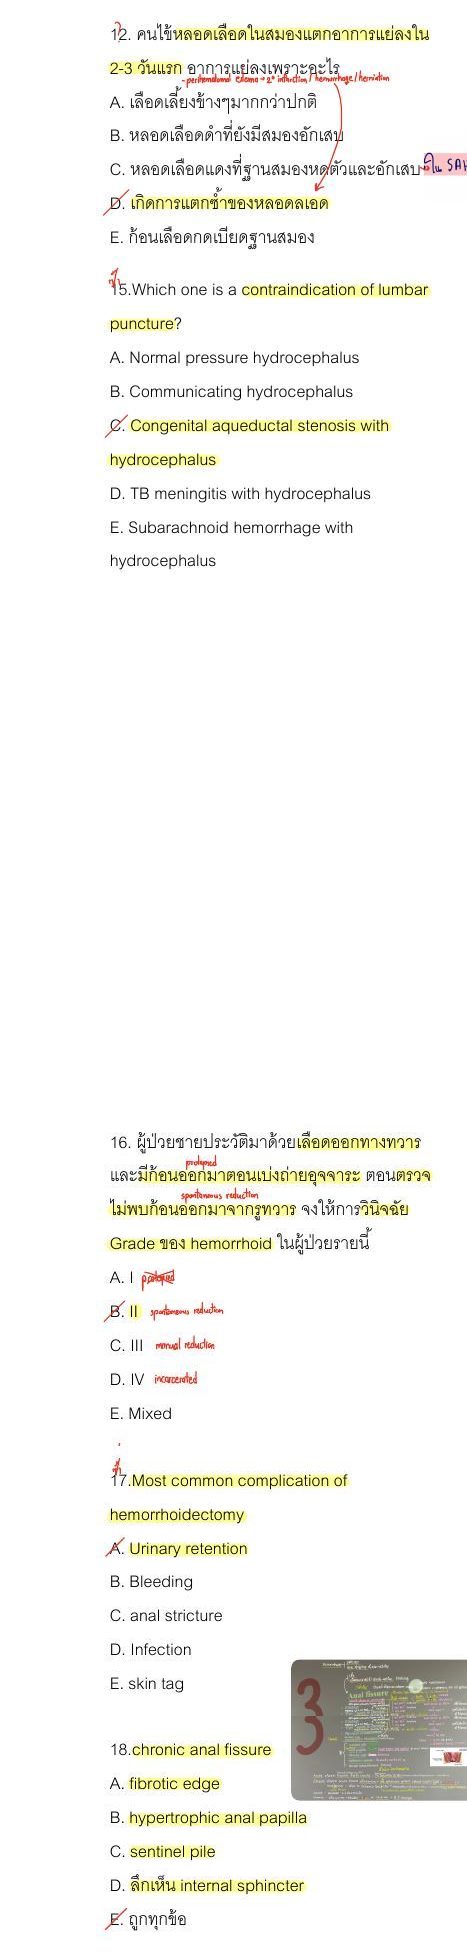 12. คนไข้หลอดเลือดในสมองแตกอาการแย่ลงใน
2-3 วันแรก อาการแย่ลงเพราะอะไร
- perihematomal edema → 2° infarction / hemorrhage / herniation
A. เลือดเลี้ยงข้างๆมากกว่าปกติ
B. หลอดเลือดดำที่ยังมีสมองอักเสบ
C. หลอดเลือดแดงที่ฐานสมองหดตัวและอักเสบ ใน SAH
D. เกิดการแตกซ้ำของหลอดลเอด
E. ก้อนเลือดกดเบียดฐานสมอง
ซ้ำ
15.Which one is a contraindication of lumbar
puncture?
A. Normal pressure hydrocephalus
B. Communicating hydrocephalus
C. Congenital aqueductal stenosis with
hydrocephalus
D. TB meningitis with hydrocephalus
E. Subarachnoid hemorrhage with
hydrocephalus
16. ผู้ป่วยชายประวัติมาด้วยเลือดออกทางทวาร
prolapsed
และมีก้อนออกมาตอนเบ่งถ่ายอุจจาระ ตอนตรวจ
spontaneous reduction
ไม่พบก้อนออกมาจากรูทวาร จงให้การวินิจฉัย
Grade ของ hemorrhoid ในผู้ป่วยรายนี้
A. I prolapsed
B. II spontaneous reduction
C. III manual reduction
D. IV incarcerated
E. Mixed
ซ้ำ
17.Most common complication of
hemorrhoidectomy
A. Urinary retention
B. Bleeding
C. anal stricture
D. Infection
E. skin tag
Anal fissure
18.chronic anal fissure
A. fibrotic edge
B. hypertrophic anal papilla
C. sentinel pile
D. ลึกเห็น internal sphincter
E. ถูกทุกข้อ